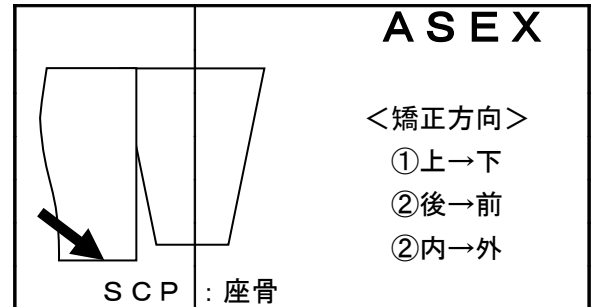 ＡＳＥＸ
＜矯正方向＞
①上→下
②後→前
②内→外
ＳＣＰ：座骨